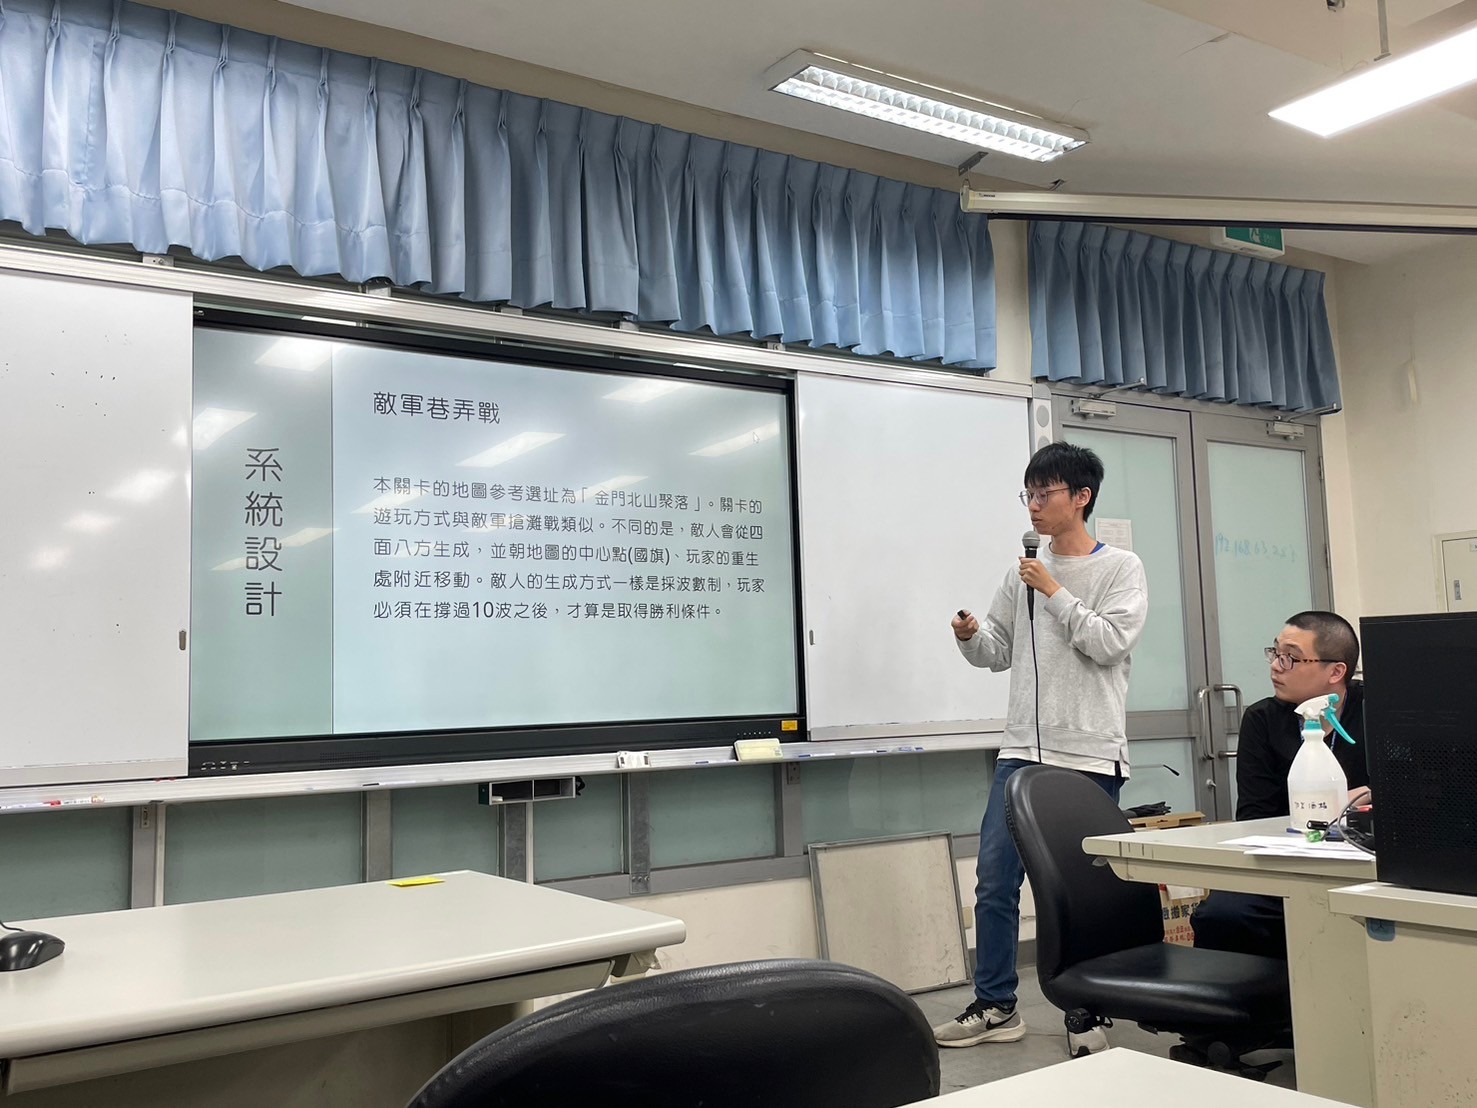 系統設計
敵軍巷弄戰
本關卡的地圖參考選址為「金門北山聚落」。關卡的
遊玩方式與敵軍搶灘戰類似。不同的是，敵人會從四
面八方生成，並朝地圖的中心點(國旗)、玩家的重生
處附近移動。敵人的生成方式一樣是採波數制，玩家
必須在撐過10波之後，才算是取得勝利條件。